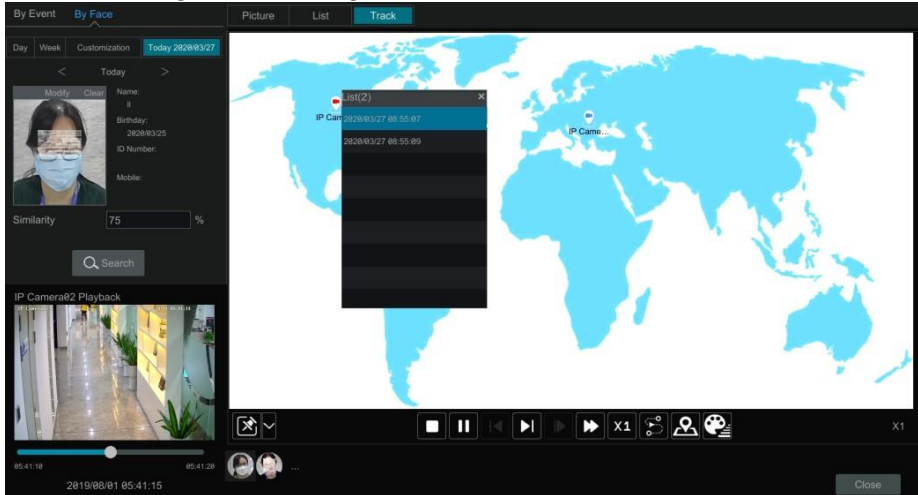 By Event By Face
Picture List Track
Day Week Customization Today 2020/03/27
< Today >
Modify Clear
Name:
ll
Birthday:
2020/03/25
ID Number:
Mobile:
Similarity 75 %
Search
List(2) ×
IP Cam
2020/03/27 08:55:07
2020/03/27 08:55:09
IP Came...
IP Camera02 Playback
05:41:10 05:41:20
2019/08/01 05:41:15
X1
X1
...
Close